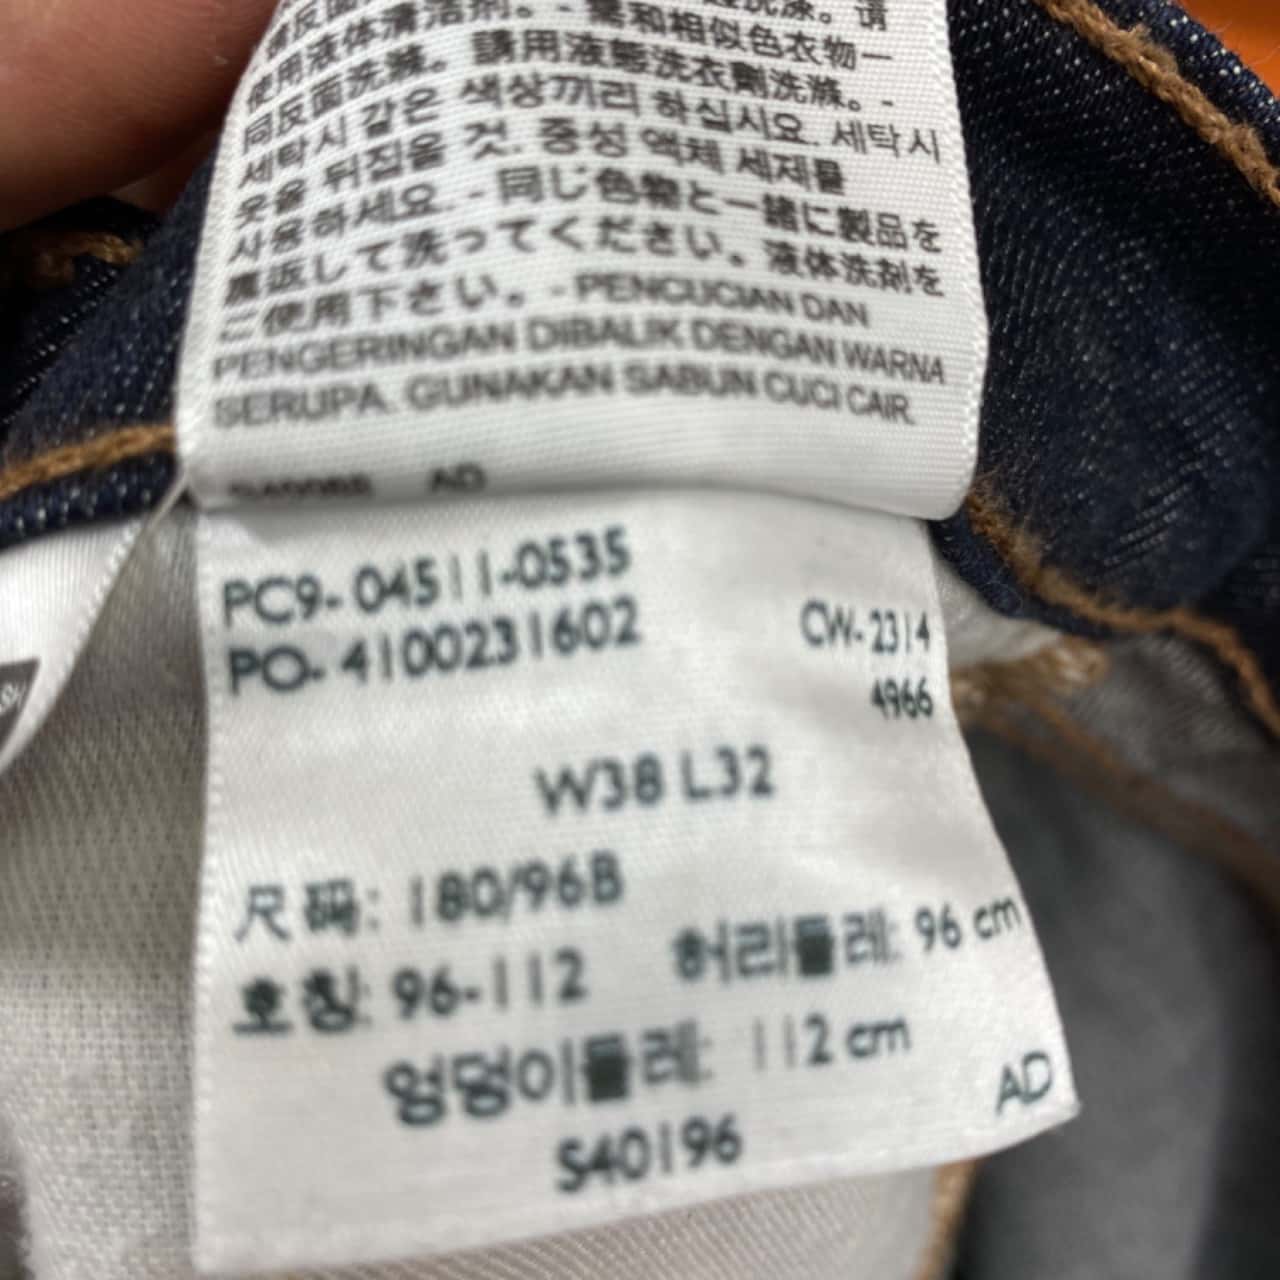 使用液体清洁剂。- 要和相似色衣物一
同反面洗滌。請用液態洗衣劑洗滌。-
세탁시 같은 색상끼리 하십시요. 세탁시
옷을 뒤집을 것. 중성 액체 세제를
사용하세요. - 同じ色物と一緒に製品を
裏返して洗ってください。液体洗剤を
ご使用下さい。- PENCUCIAN DAN
PENGERINGAN DIBALIK DENGAN WARNA
SERUPA. GUNAKAN SABUN CUCI CAIR.
AD
PC9- 04511-0535
PO- 4100231602
CW- 2314
4966
W38 L32
尺码: 180/96B
호칭: 96-112 허리둘레: 96 cm
엉덩이둘레: 112 cm
AD
S40196